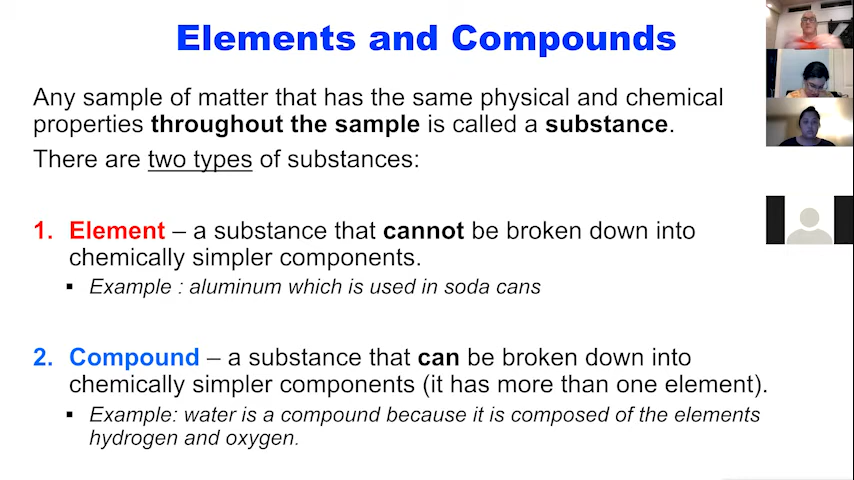 Elements and Compounds
Any sample of matter that has the same physical and chemical
properties throughout the sample is called a substance.
There are two types of substances:
1. Element – a substance that cannot be broken down into
chemically simpler components.
▪ Example : aluminum which is used in soda cans
2. Compound – a substance that can be broken down into
chemically simpler components (it has more than one element).
▪ Example: water is a compound because it is composed of the elements
hydrogen and oxygen.